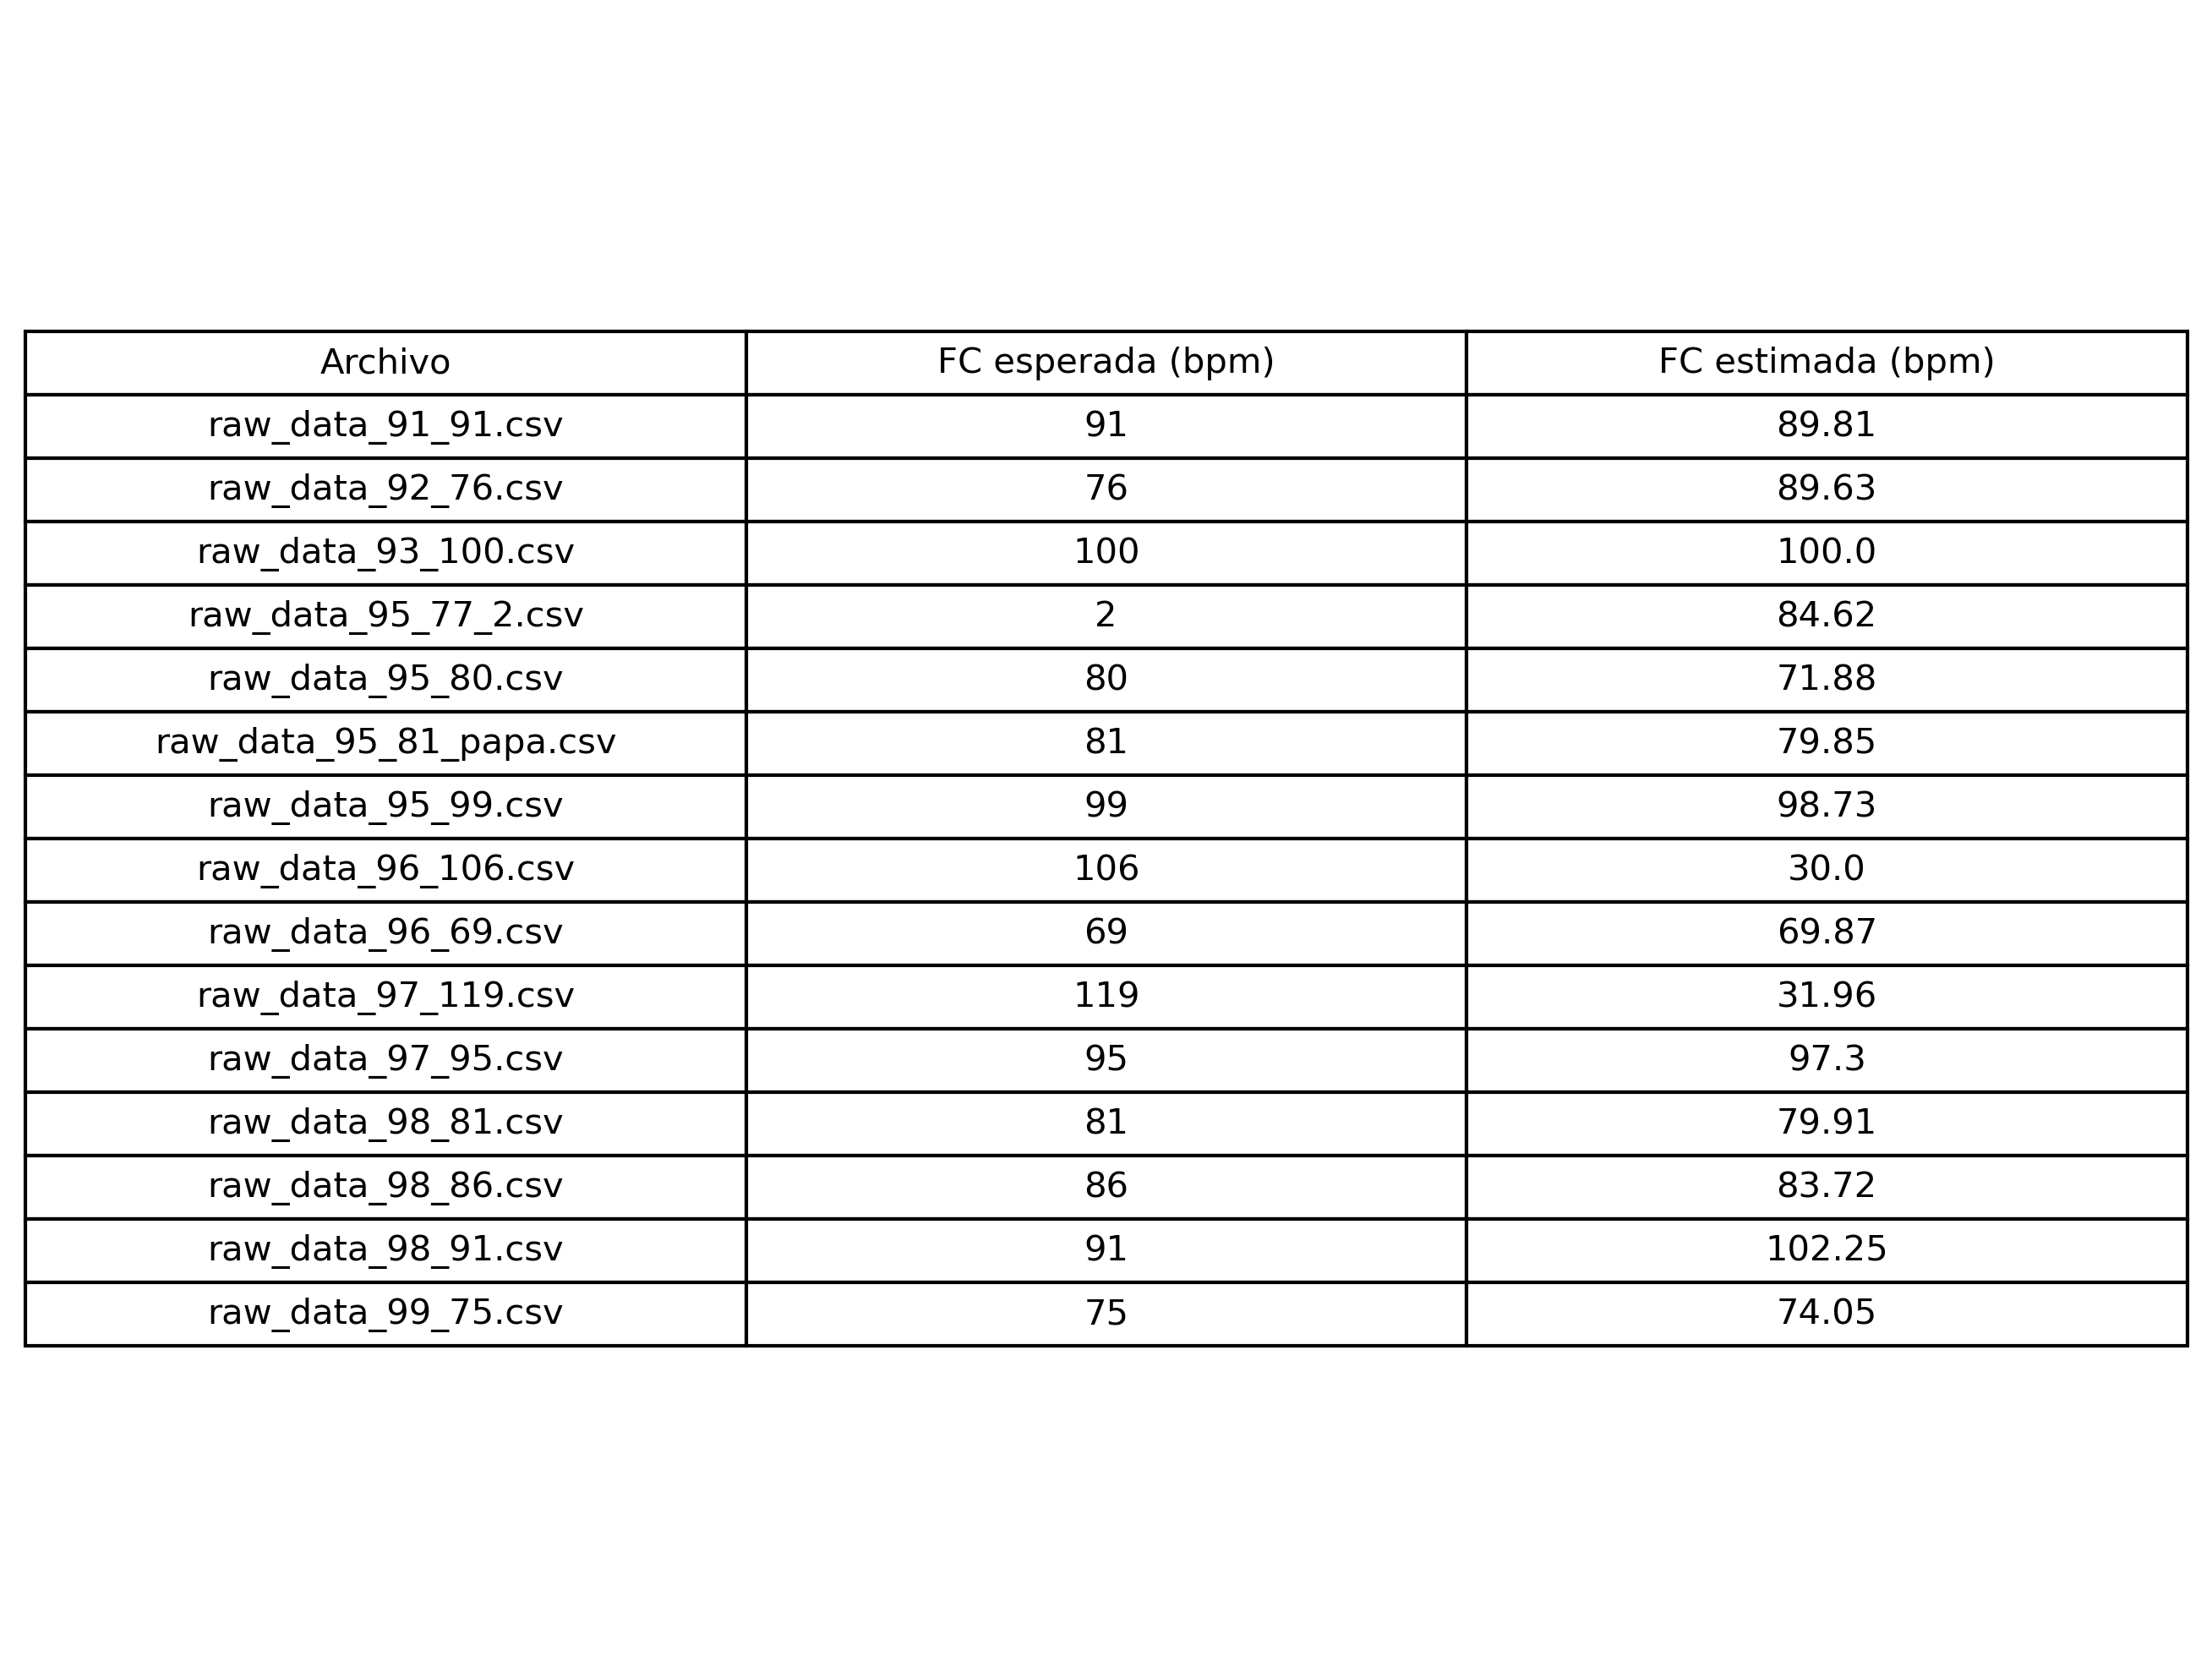 Archivo FC esperada (bpm) FC estimada (bpm)
raw_data_91_91.csv 91 89.81
raw_data_92_76.csv 76 89.63
raw_data_93_100.csv 100 100.0
raw_data_95_77_2.csv 2 84.62
raw_data_95_80.csv 80 71.88
raw_data_95_81_papa.csv 81 79.85
raw_data_95_99.csv 99 98.73
raw_data_96_106.csv 106 30.0
raw_data_96_69.csv 69 69.87
raw_data_97_119.csv 119 31.96
raw_data_97_95.csv 95 97.3
raw_data_98_81.csv 81 79.91
raw_data_98_86.csv 86 83.72
raw_data_98_91.csv 91 102.25
raw_data_99_75.csv 75 74.05